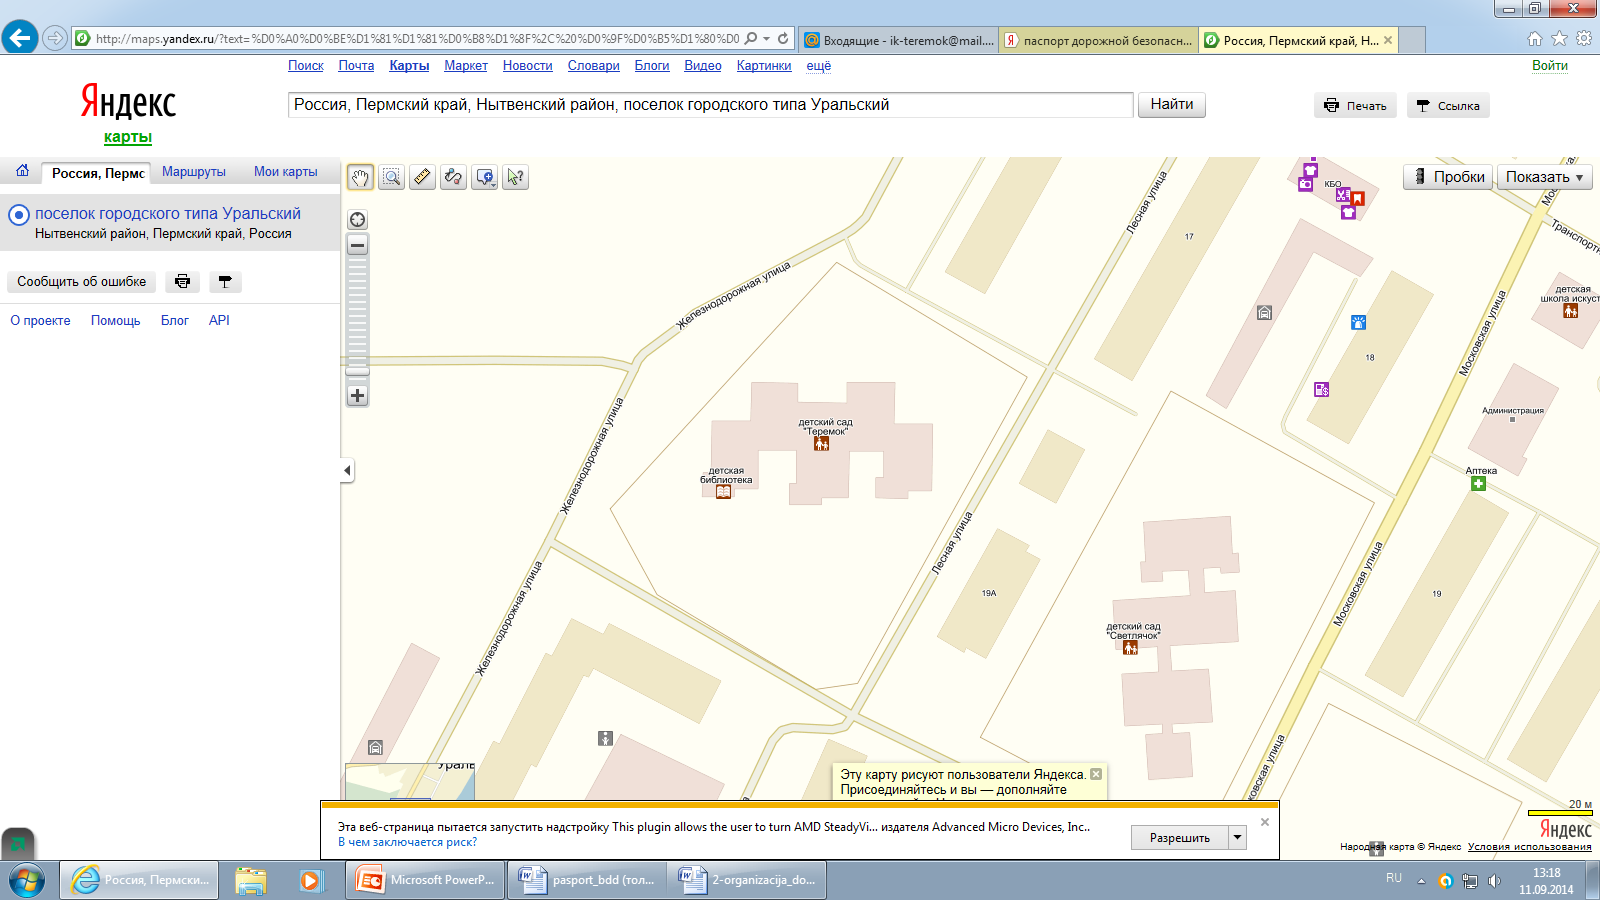 http://maps.yandex.ru/?text=%D0%A0%D0%BE%D1%81%D1%81%D0%B8%D1%8F%2C%20%D0%9F%D0%B5%D1%80%D0
Входящие - ik-teremok@mail....
паспорт дорожной безопасн...
Россия, Пермский край, Н...
Поиск Почта Карты Маркет Новости Словари Блоги Видео Картинки ещё
Войти
Яндекс
карты
Россия, Пермский край, Нытвенский район, поселок городского типа Уральский
Найти
Печать
Ссылка
Россия, Пермс
Маршруты
Мои карты
Пробки
Показать
поселок городского типа Уральский
Нытвенский район, Пермский край, Россия
Сообщить об ошибке
О проекте Помощь Блог API
КБО
Лесная улица
17
Транспортн
Железнодорожная улица
детская
школа искуст
Московская улица
18
Администрация
детский сад
"Теремок"
Железнодорожная улица
детская
библиотека
Аптека
Лесная улица
Московская улица
19А
19
Железнодорожная улица
детский сад
"Светлячок"
Эту карту рисуют пользователи Яндекса.
Присоединяйтесь и вы — дополняйте
20 м
Яндекс
Народная карта © Яндекс Условия использования
Эта веб-страница пытается запустить надстройку This plugin allows the user to turn AMD SteadyVi... издателя Advanced Micro Devices, Inc..
В чем заключается риск?
Разрешить
Россия, Пермски...
Microsoft PowerP...
pasport_bdd (тол...
2-organizacija_do...
RU
13:18
11.09.2014